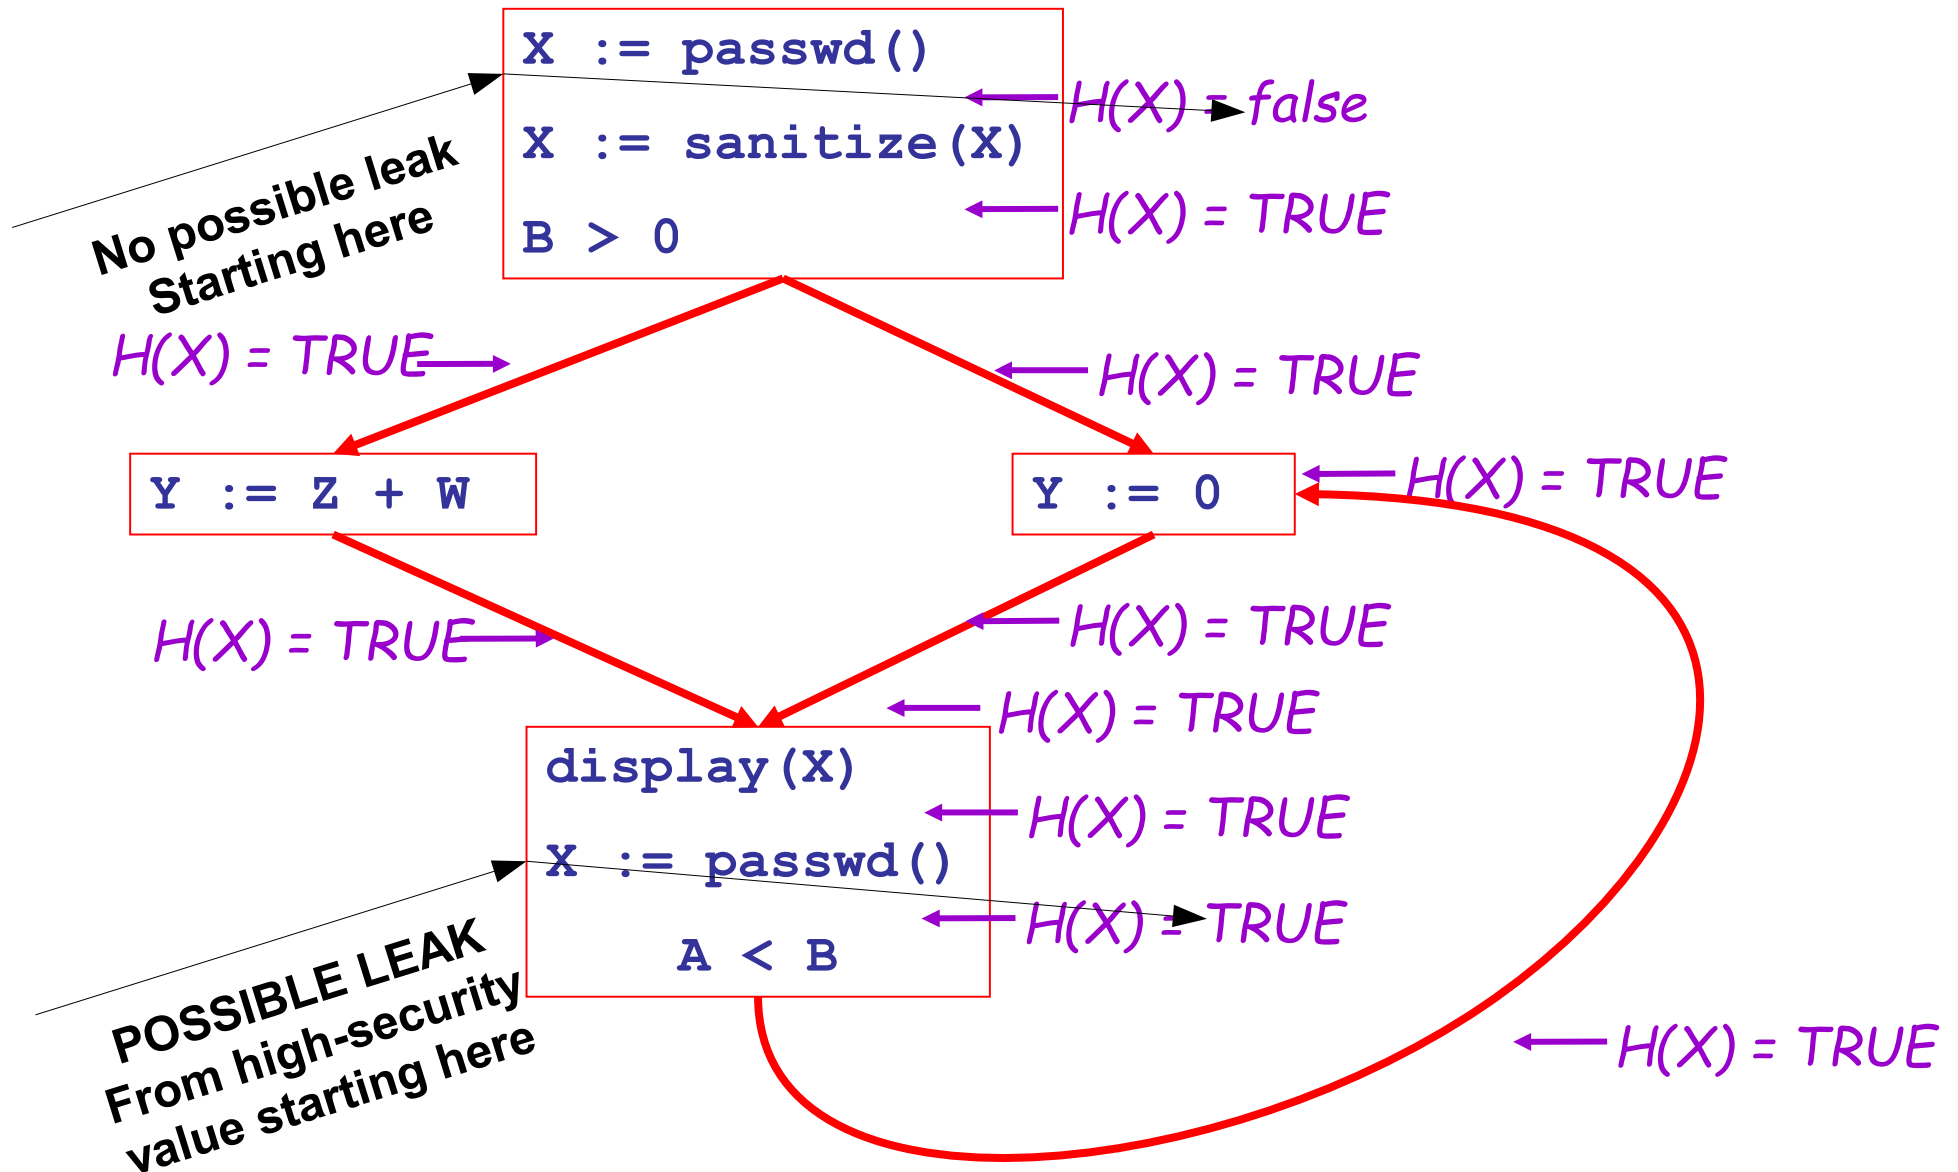 X := passwd()
H(X) = false
X := sanitize(X)
H(X) = TRUE
B > 0
No possible leak
Starting here
H(X) = TRUE
H(X) = TRUE
Y := Z + W
Y := 0
H(X) = TRUE
H(X) = TRUE
H(X) = TRUE
H(X) = TRUE
display(X)
H(X) = TRUE
X := passwd()
H(X) = TRUE
A < B
POSSIBLE LEAK
From high-security
value starting here
H(X) = TRUE